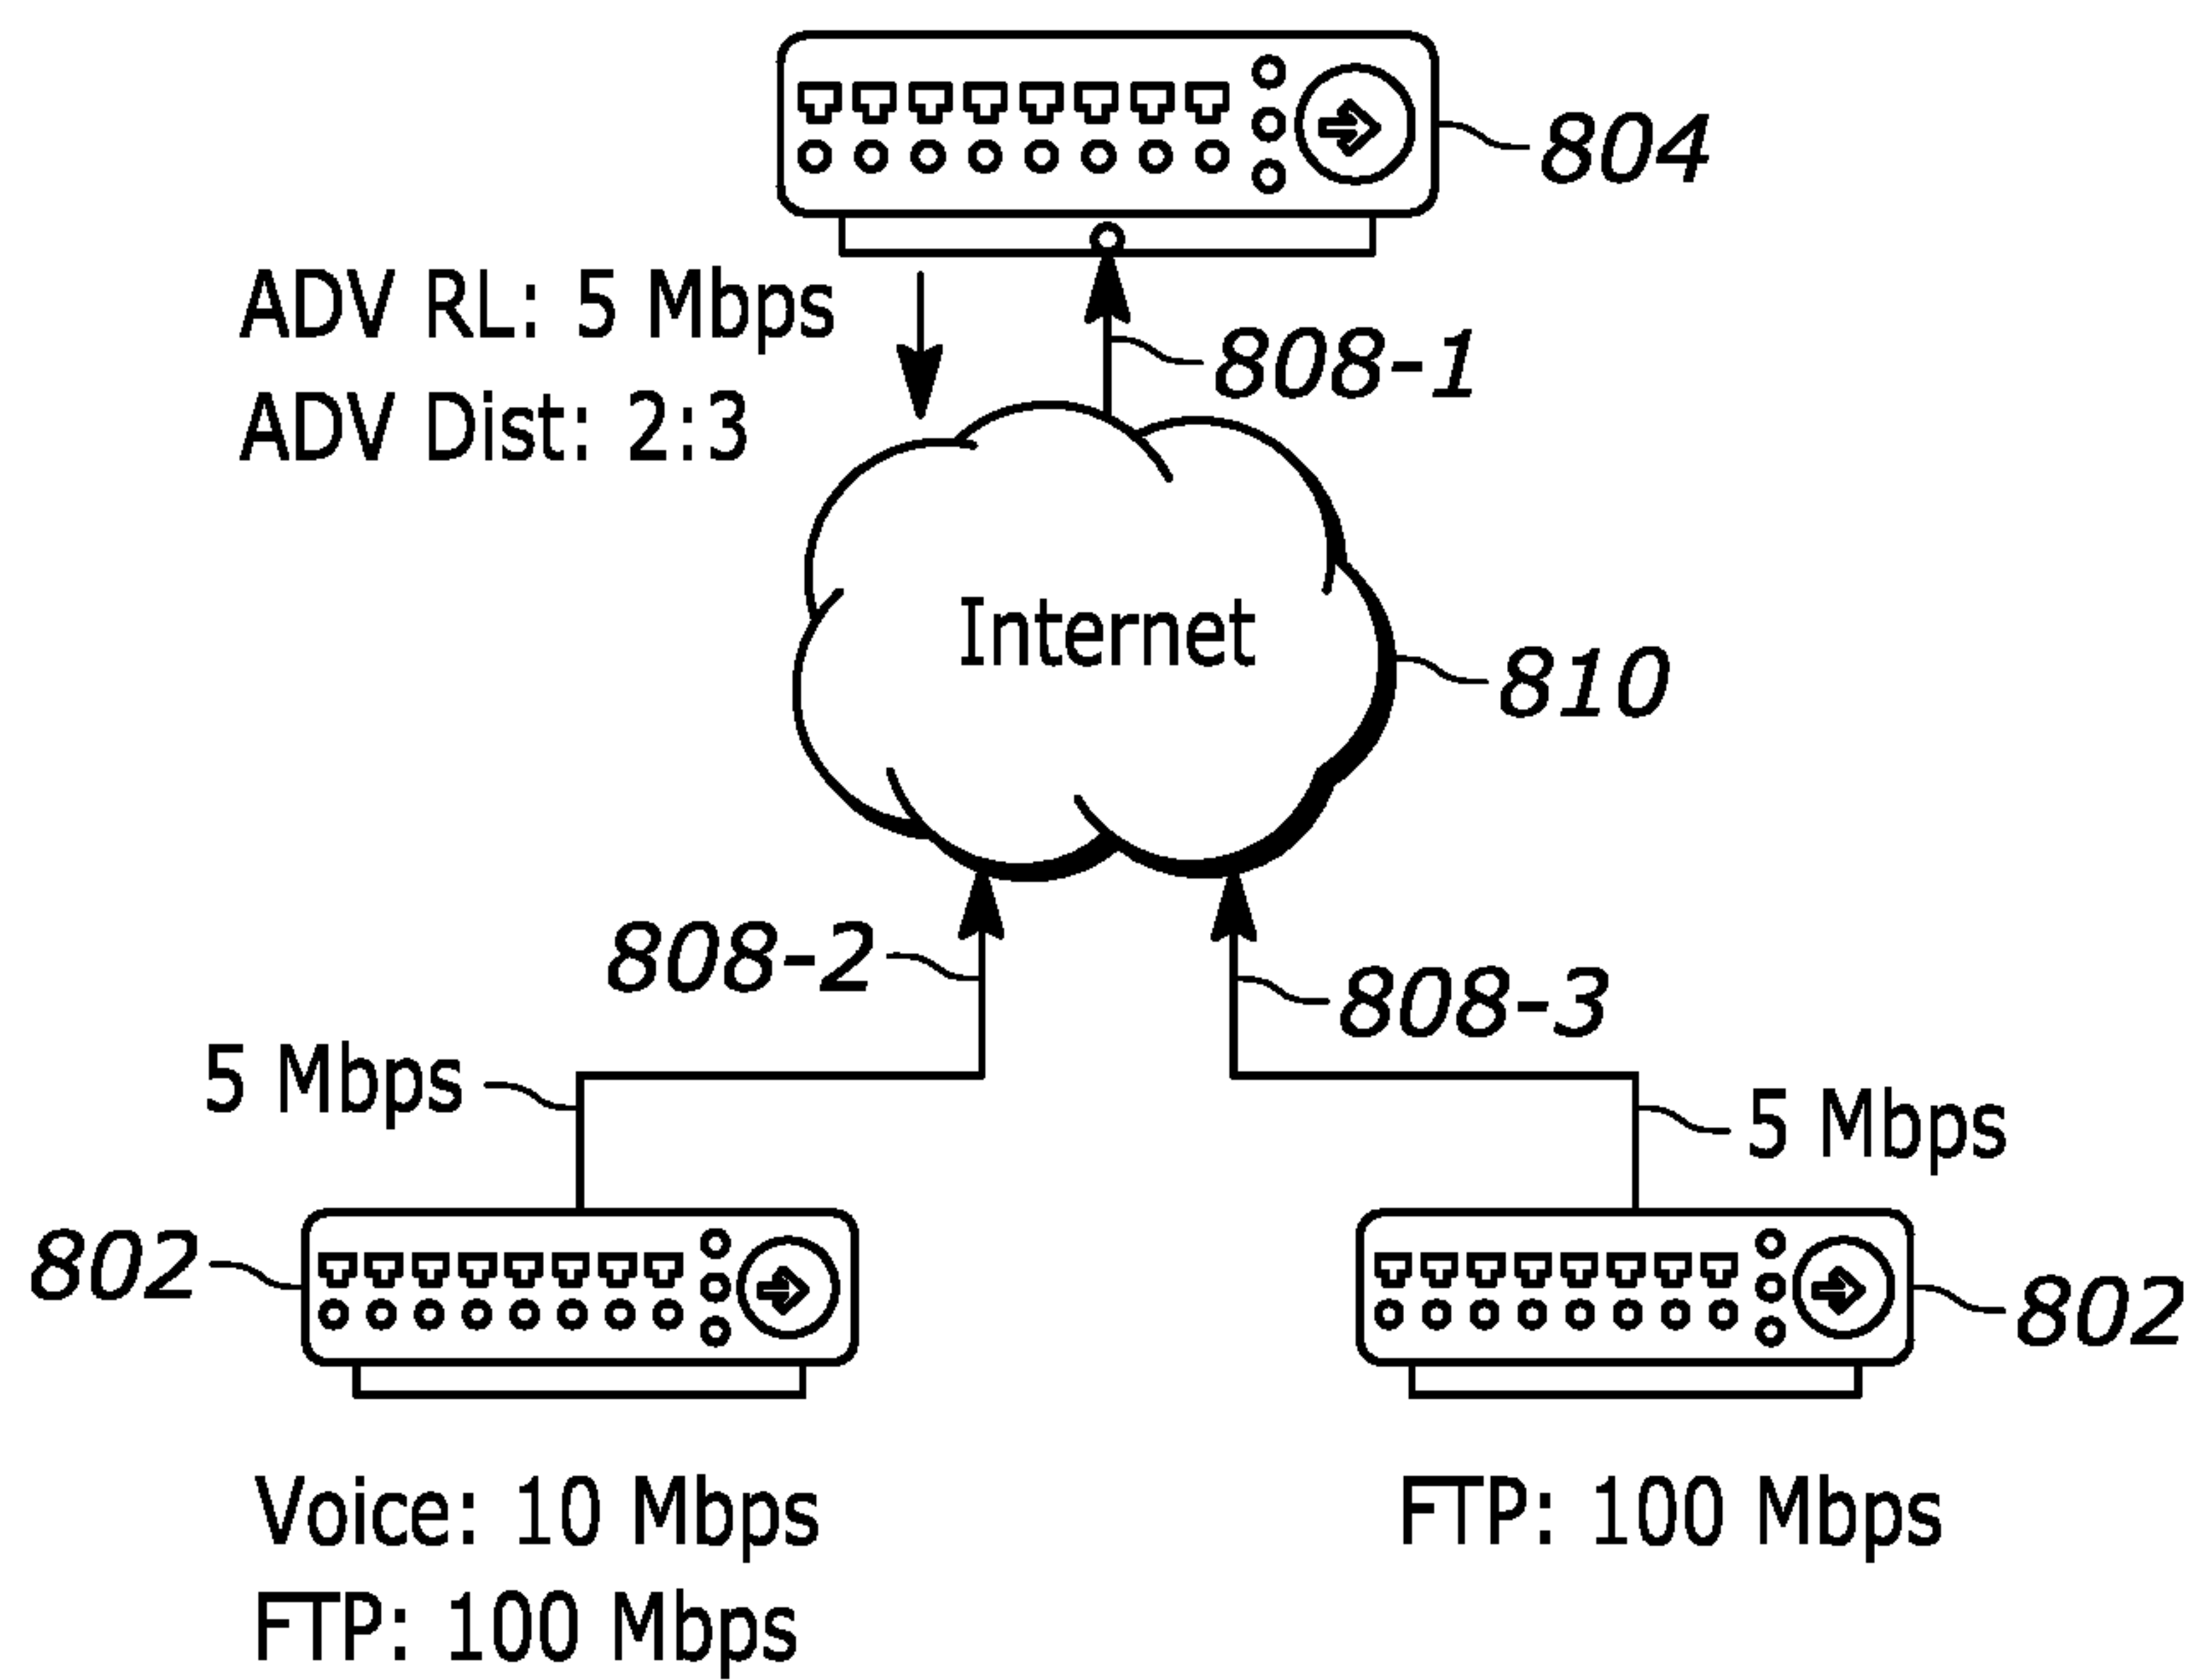 804
ADV RL: 5 Mbps
808-1
ADV Dist: 2:3
Internet
810
808-2
808-3
5 Mbps
5 Mbps
802
802
Voice: 10 Mbps
FTP: 100 Mbps
FTP: 100 Mbps